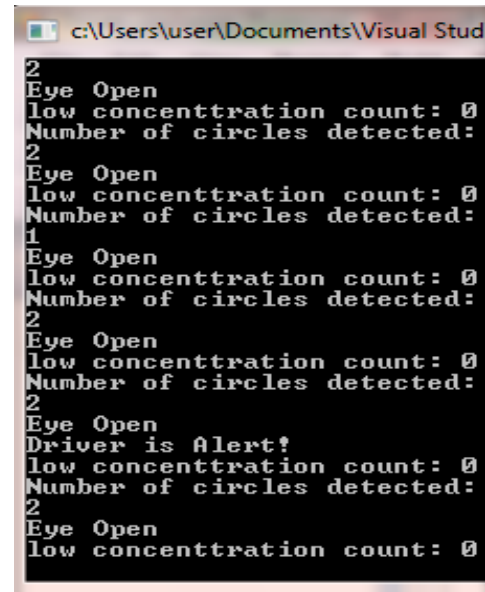 c:\Users\user\Documents\Visual Stud
2
Eye Open
low concenttration count: 0
Number of circles detected:
2
Eye Open
low concenttration count: 0
Number of circles detected:
1
Eye Open
low concenttration count: 0
Number of circles detected:
2
Eye Open
low concenttration count: 0
Number of circles detected:
2
Eye Open
Driver is Alert!
low concenttration count: 0
Number of circles detected:
2
Eye Open
low concenttration count: 0